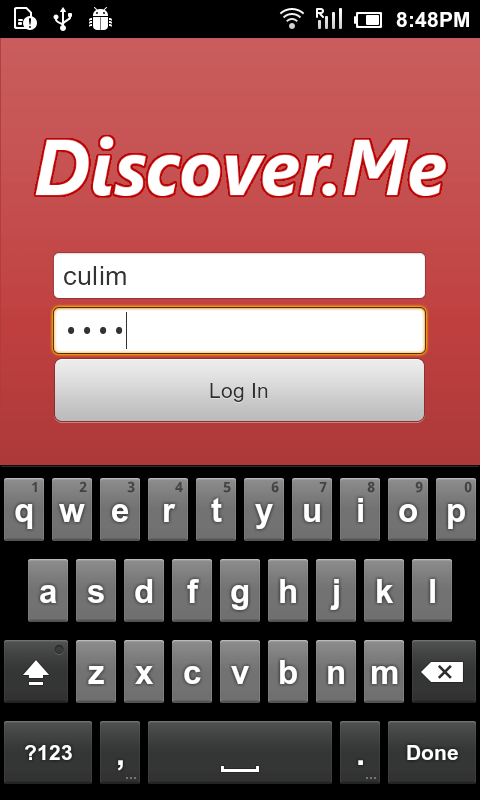 8:48PM
Discover.Me
culim
••••
Log In
1 2 3 4 5 6 7 8 9 0
q w e r t y u i o p
a s d f g h j k l
z x c v b n m
?123 , ... . ... Done